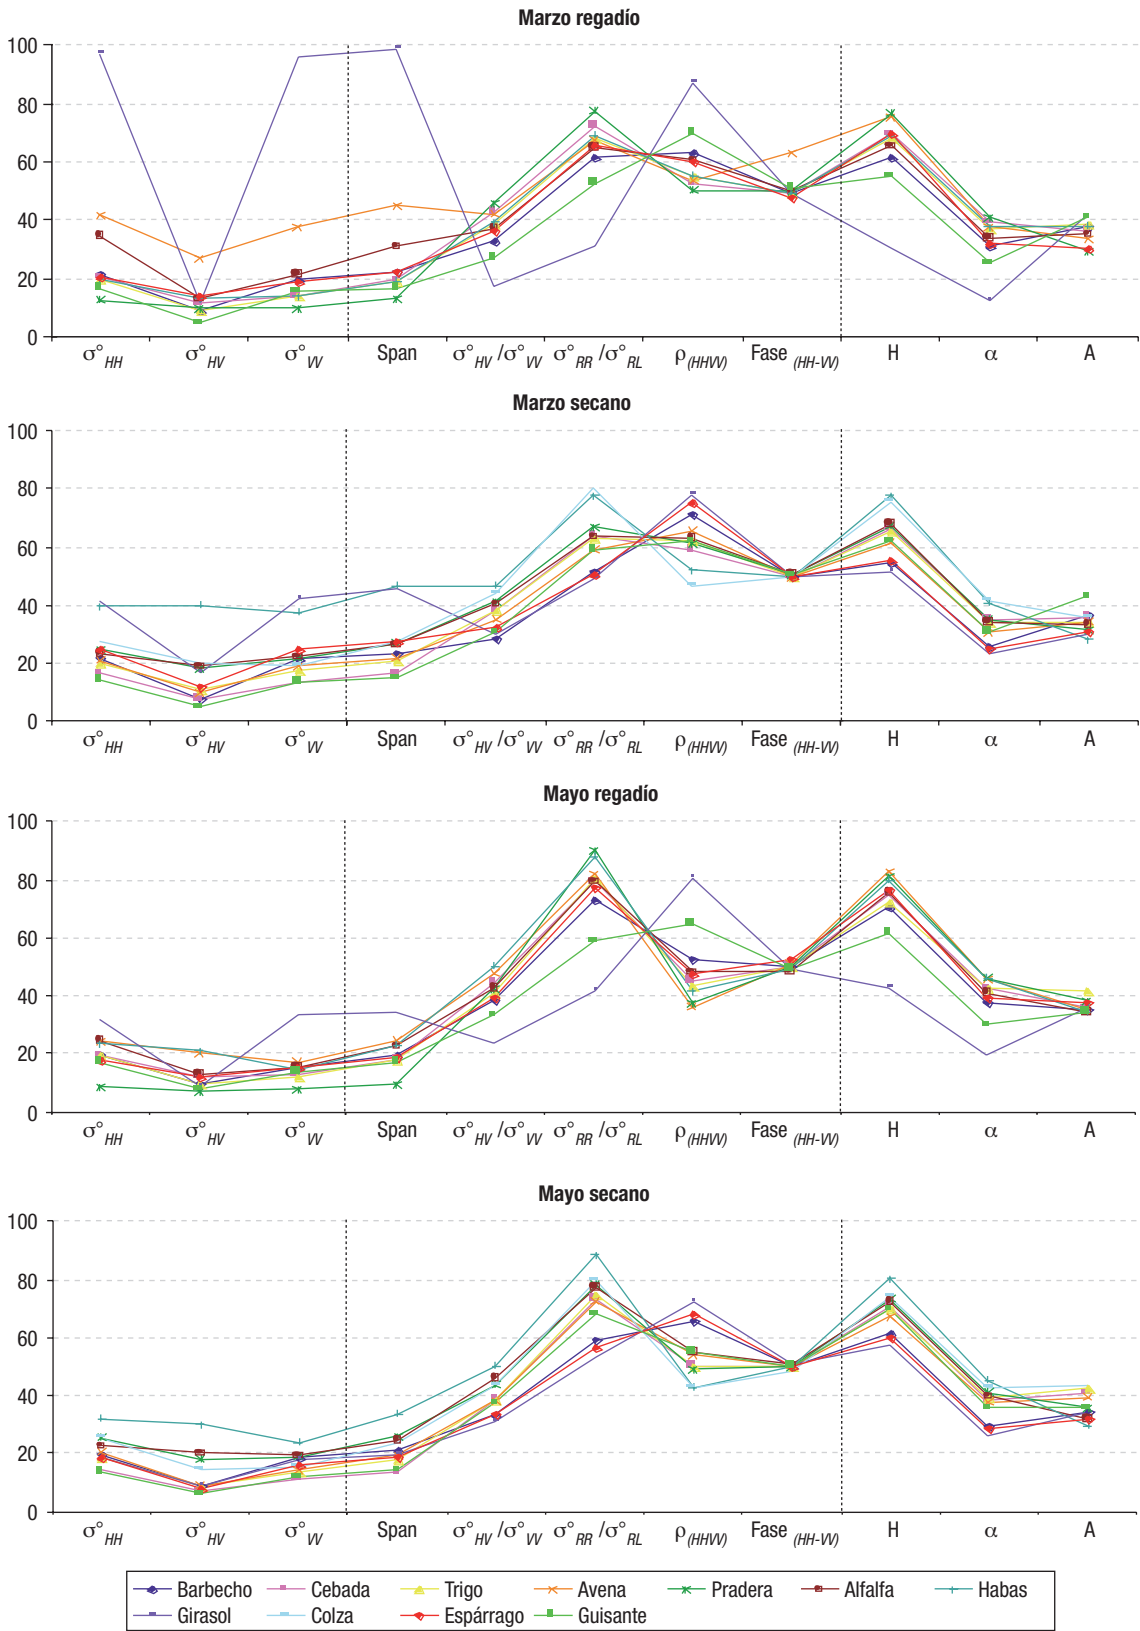 Marzo regadío
100
80
60
40
20
0
σ°HH σ°HV σ°VV Span σ°HV /σ°VV σ°RR /σ°RL ρ(HHVV) Fase(HH-VV) H α A
Marzo secano
100
80
60
40
20
0
σ°HH σ°HV σ°VV Span σ°HV /σ°VV σ°RR /σ°RL ρ(HHVV) Fase(HH-VV) H α A
Mayo regadío
100
80
60
40
20
0
σ°HH σ°HV σ°VV Span σ°HV /σ°VV σ°RR /σ°RL ρ(HHVV) Fase(HH-VV) H α A
Mayo secano
100
80
60
40
20
0
σ°HH σ°HV σ°VV Span σ°HV /σ°VV σ°RR /σ°RL ρ(HHVV) Fase(HH-VV) H α A
Barbecho Cebada Trigo Avena Pradera Alfalfa Habas
Girasol Colza Espárrago Guisante